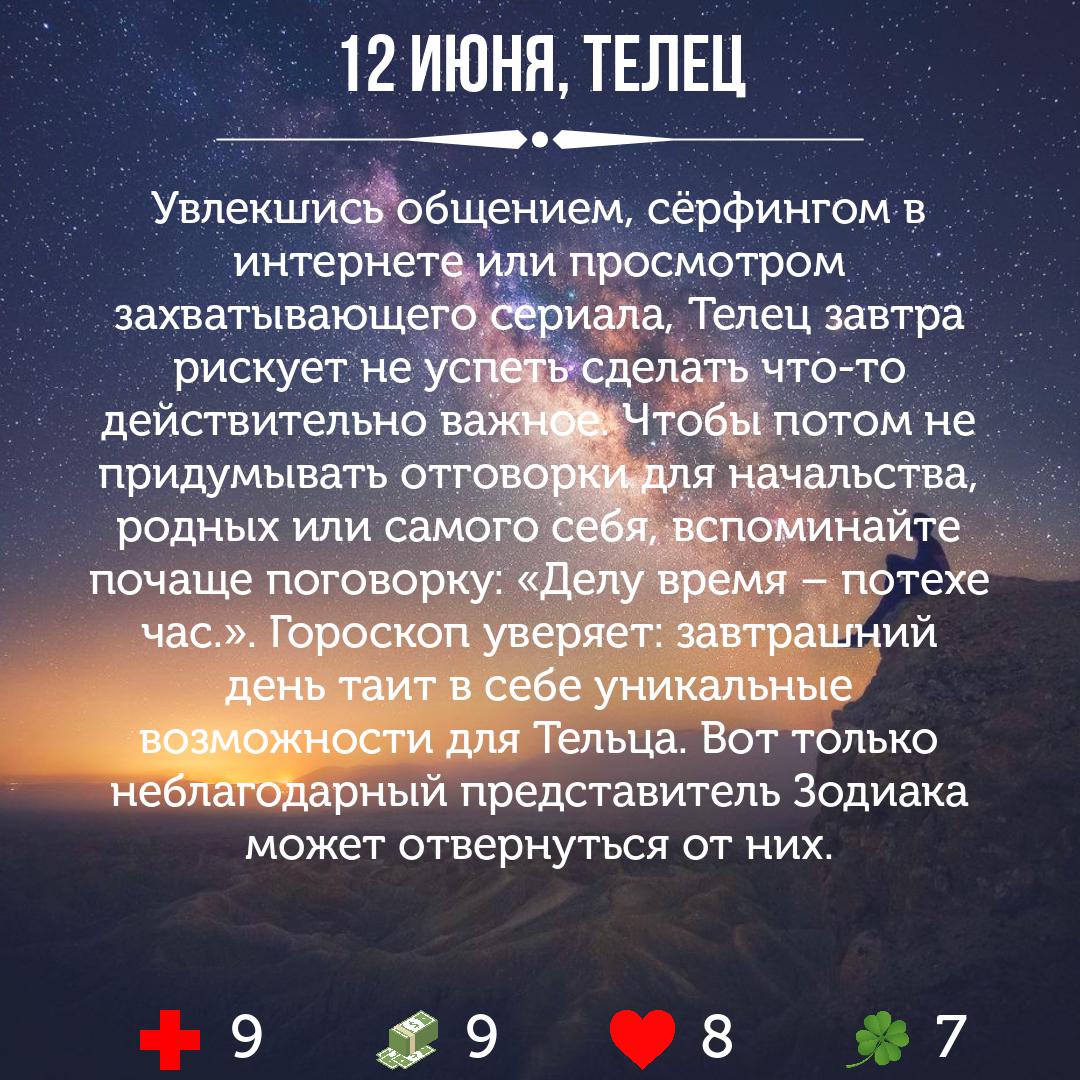 12 ИЮНЯ, ТЕЛЕЦ
Увлекшись общением, сёрфингом в
интернете или просмотром
захватывающего сериала, Телец завтра
рискует не успеть сделать что-то
действительно важное. Чтобы потом не
придумывать отговорки для начальства,
родных или самого себя, вспоминайте
почаще поговорку: «Делу время – потехе
час.». Гороскоп уверяет: завтрашний
день таит в себе уникальные
возможности для Тельца. Вот только
неблагодарный представитель Зодиака
может отвернуться от них.
9 9 8 7